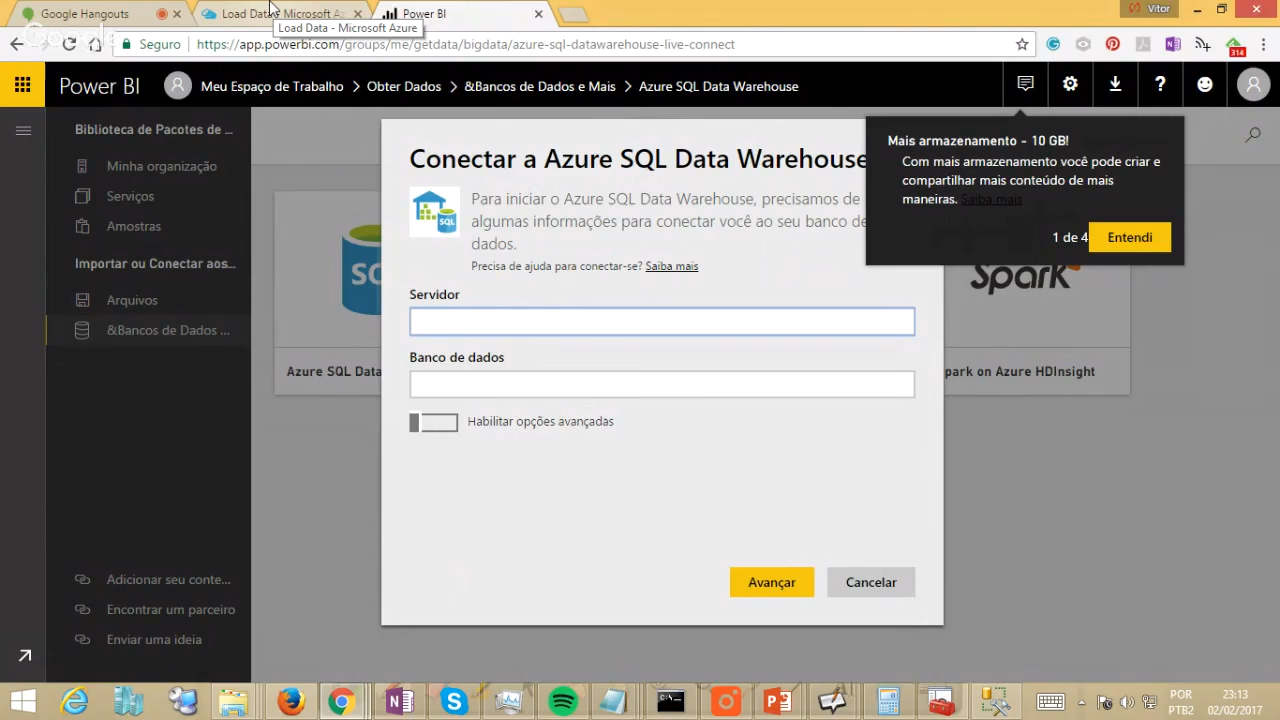 Google Hangouts
Load Data - Microsoft Az
Power BI
Vitor
Load Data - Microsoft Azure
Seguro
https://app.powerbi.com/groups/me/getdata/bigdata/azure-sql-datawarehouse-live-connect
314
Power BI
Meu Espaço de Trabalho > Obter Dados > &Bancos de Dados e Mais > Azure SQL Data Warehouse
Biblioteca de Pacotes de ...
Minha organização
Serviços
Amostras
Importar ou Conectar aos...
Arquivos
&Bancos de Dados ...
Adicionar seu conte...
Encontrar um parceiro
Enviar uma ideia
Azure SQL Data
Spark
park on Azure HDInsight
Conectar a Azure SQL Data Warehouse
SQL
Para iniciar o Azure SQL Data Warehouse, precisamos de
algumas informações para conectar você ao seu banco de
dados.
Precisa de ajuda para conectar-se? Saiba mais
Servidor
Banco de dados
Habilitar opções avançadas
Avançar
Cancelar
Mais armazenamento - 10 GB!
Com mais armazenamento você pode criar e
compartilhar mais conteúdo de mais
maneiras. Saiba mais
1 de 4
Entendi
POR
PTB2
23:13
02/02/2017